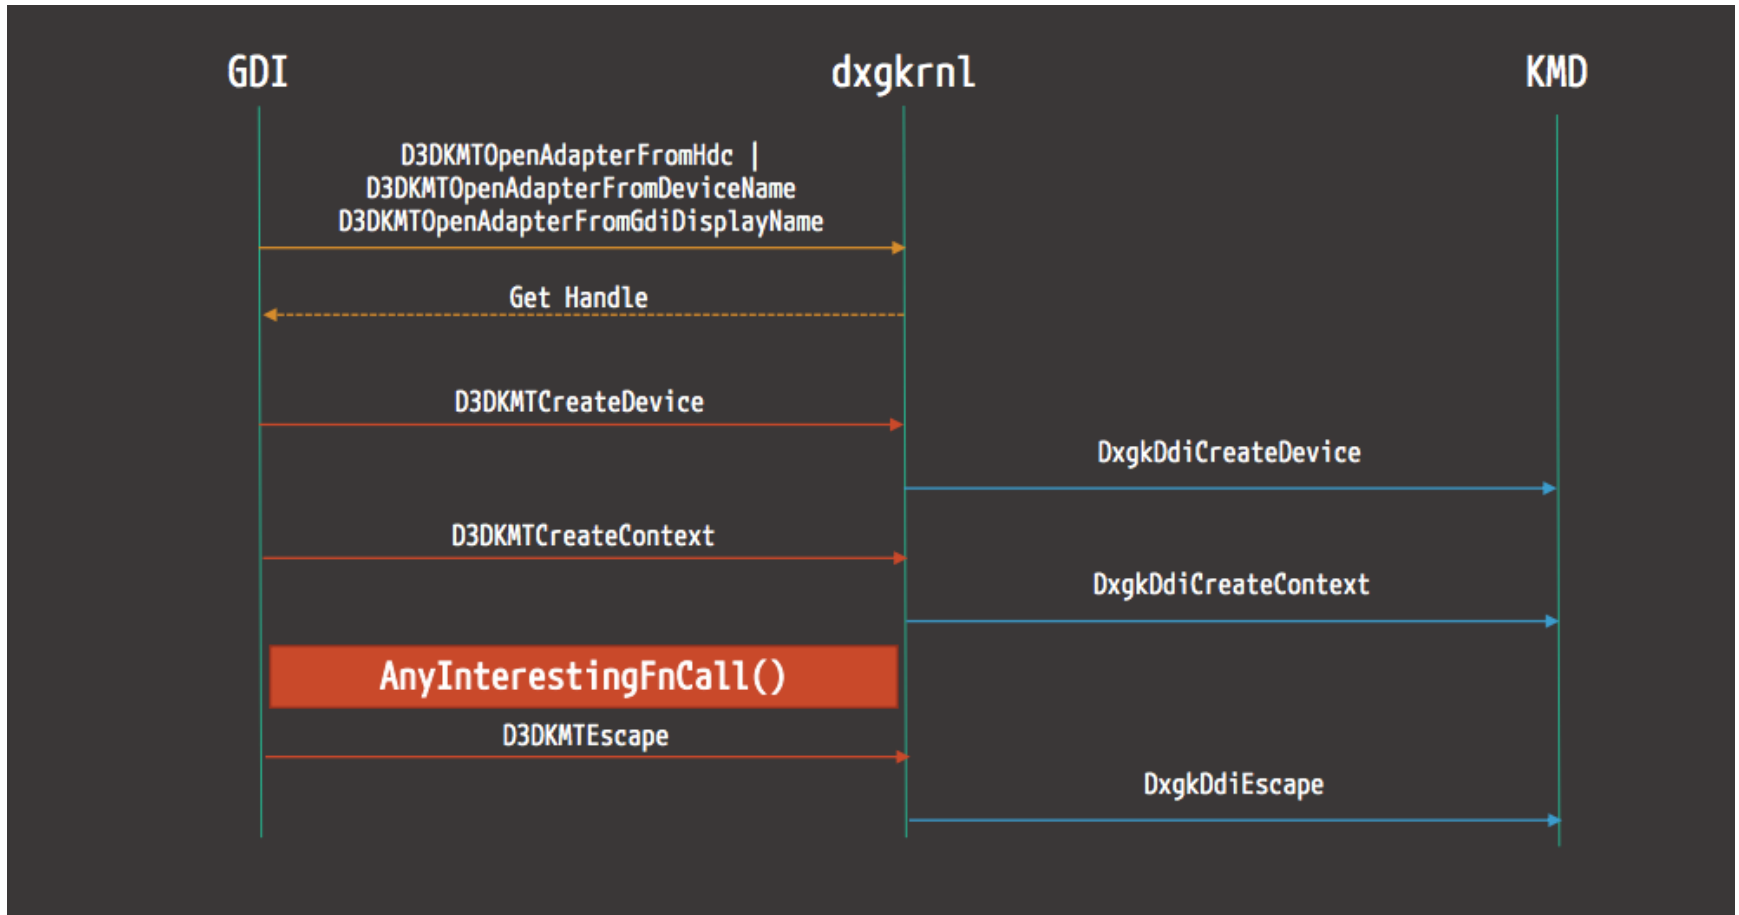 GDI
dxgkrnl
KMD
D3DKMTOpenAdapterFromHdc |
D3DKMTOpenAdapterFromDeviceName
D3DKMTOpenAdapterFromGdiDisplayName
Get Handle
D3DKMTCreateDevice
DxgkDdiCreateDevice
D3DKMTCreateContext
DxgkDdiCreateContext
AnyInterestingFnCall()
D3DKMTEscape
DxgkDdiEscape